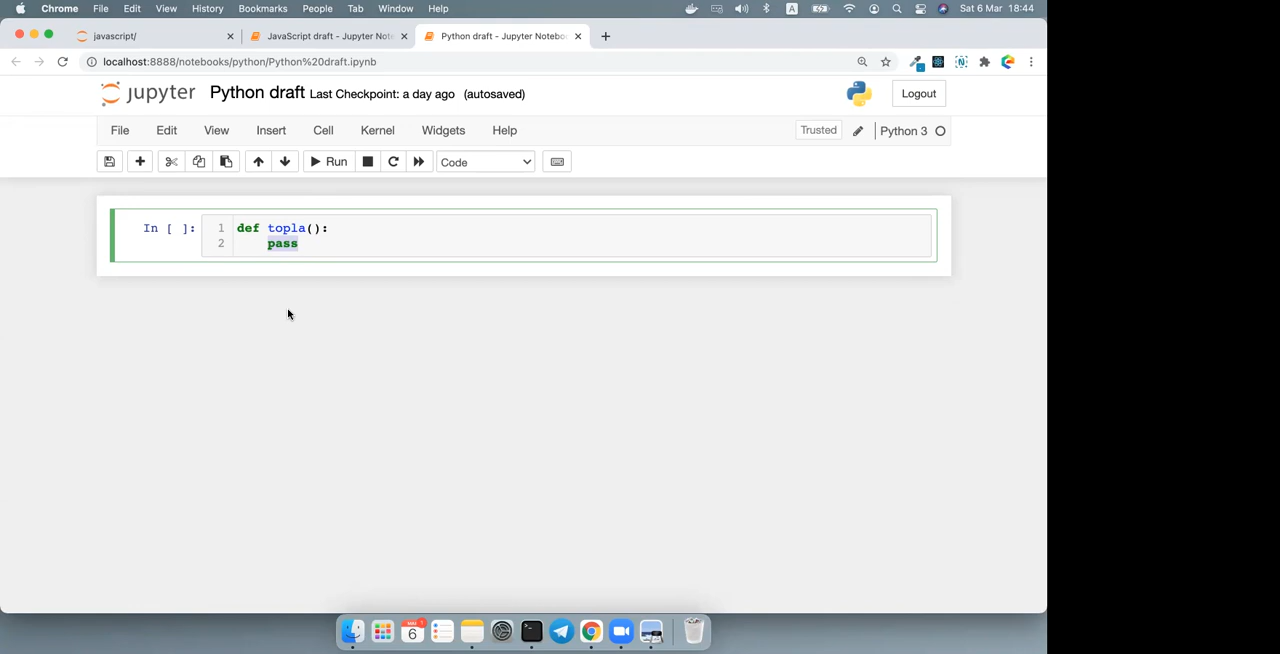 Chrome File Edit View History Bookmarks People Tab Window Help A Sat 6 Mar 18:44
javascript/ JavaScript draft - Jupyter Note Python draft - Jupyter Notebo
localhost:8888/notebooks/python/Python%20draft.ipynb
jupyter Python draft Last Checkpoint: a day ago (autosaved) Logout
File Edit View Insert Cell Kernel Widgets Help Trusted Python 3
Run Code
In [ ]: 1 def topla():
2 pass
6